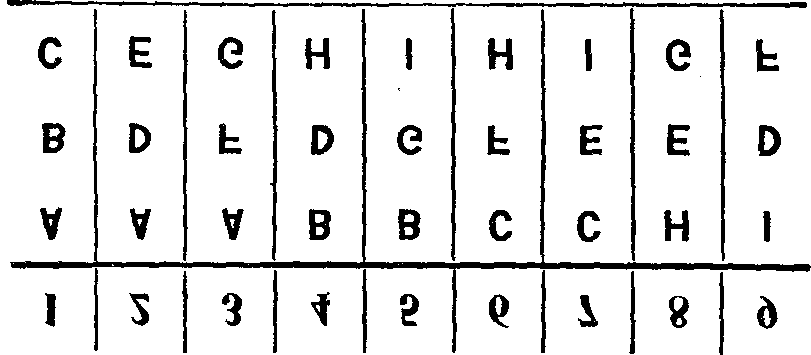 1 2 3 4 5 6 7 8 9
A A A B B C C H I
B D F D G F E E D
C E G H I H I G F